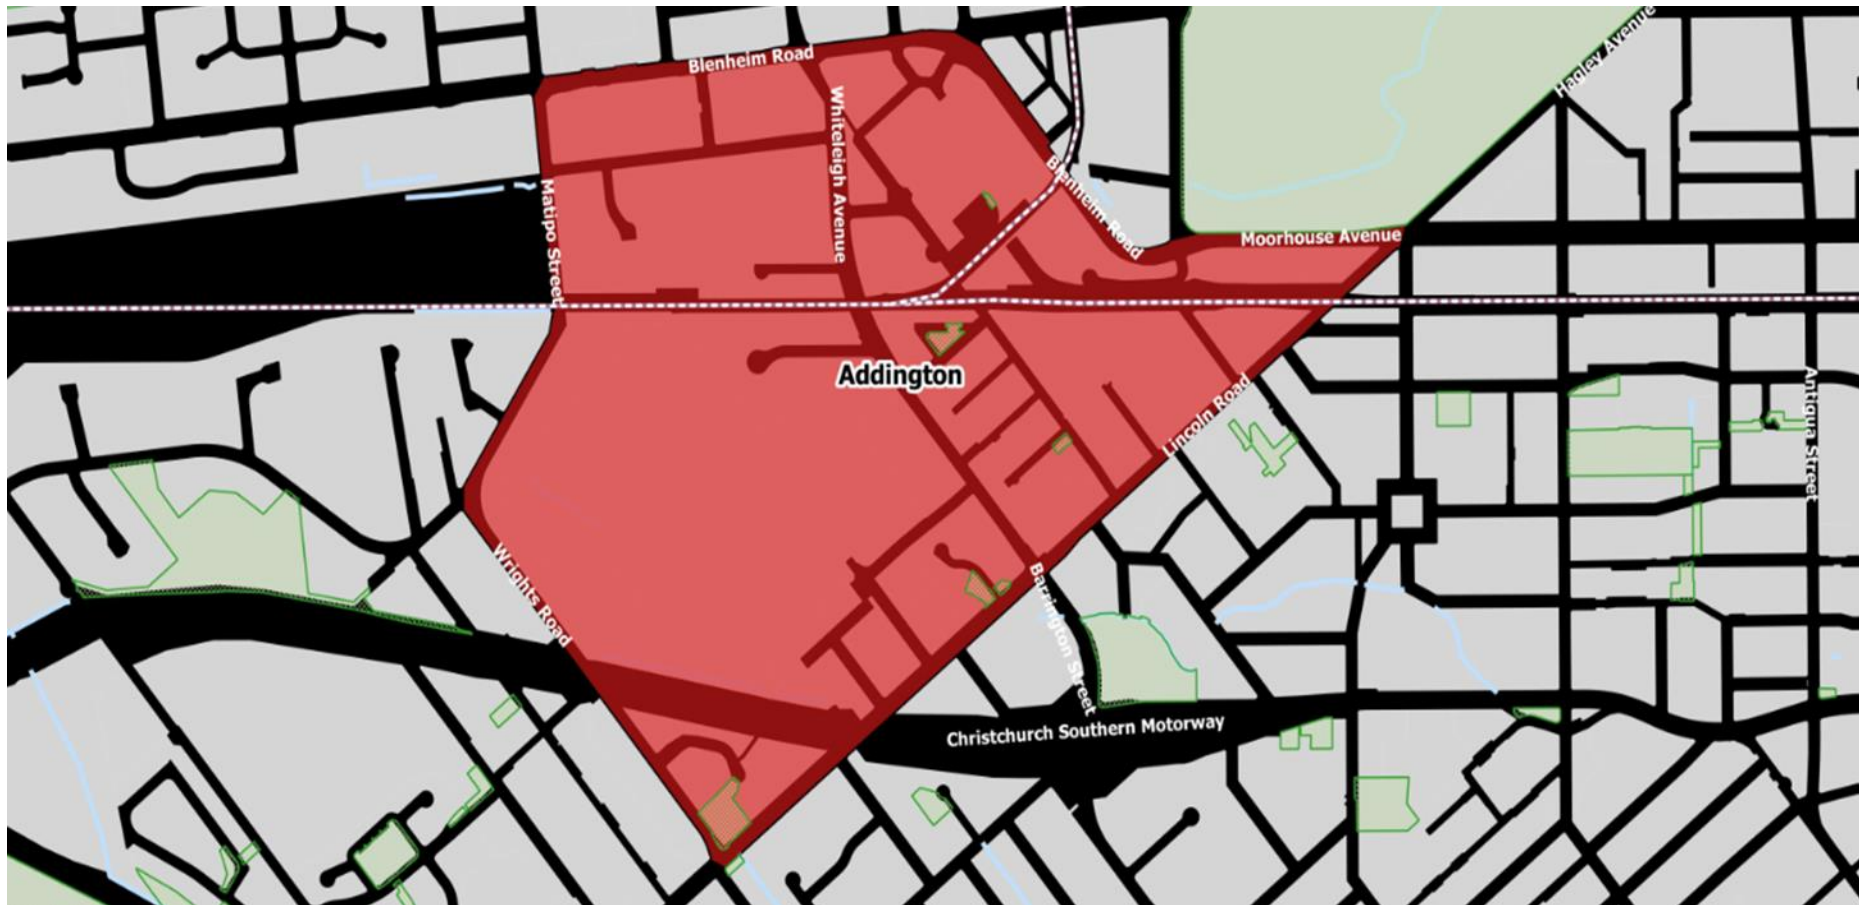 Hagley Avenue
Blenheim Road
Whiteleigh Avenue
Blenheim Road
Matipo Street
Moorhouse Avenue
Addington
Lincoln Road
Antigua Street
Wrights Road
Barrington Street
Christchurch Southern Motorway